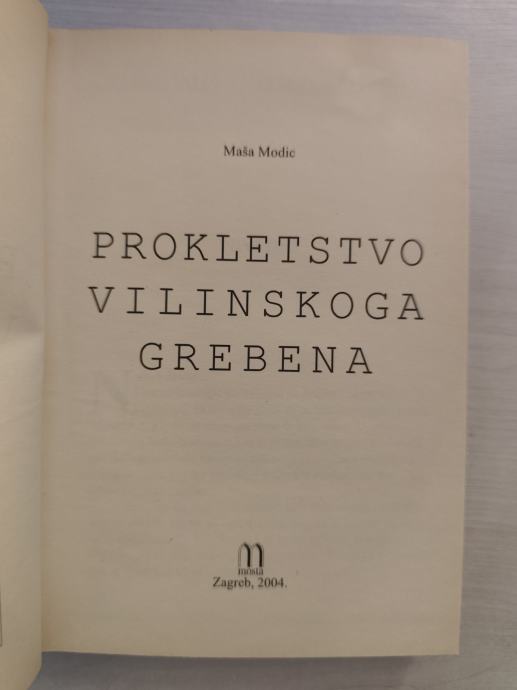 Maša Modic
PROKLETSTVO
VILINSKOGA
GREBENA
mosta
Zagreb, 2004.